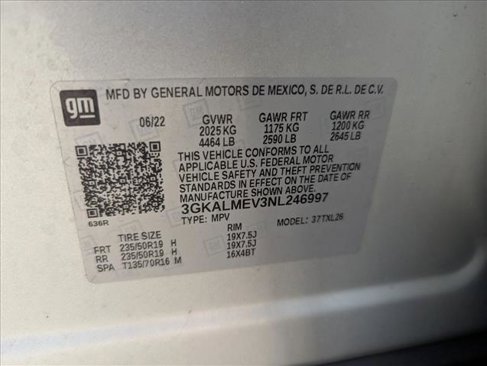 gm
MFD BY GENERAL MOTORS DE MEXICO, S. DE R.L. DE C.V.
06/22 GVWR GAWR FRT GAWR RR
2025 KG 1175 KG 1200 KG
4464 LB 2590 LB 2645 LB
THIS VEHICLE CONFORMS TO ALL
APPLICABLE U.S. FEDERAL MOTOR
VEHICLE SAFETY AND THEFT PREVENTION
STANDARDS IN EFFECT ON THE DATE OF
MANUFACTURE SHOWN ABOVE.
3GKALMEV3NL246997
636R TYPE: MPV MODEL: 37TXL26
TIRE SIZE RIM
FRT 235/50R19 H 19X7.5J
RR 235/50R19 H 19X7.5J
SPA T135/70R16 M 16X4BT